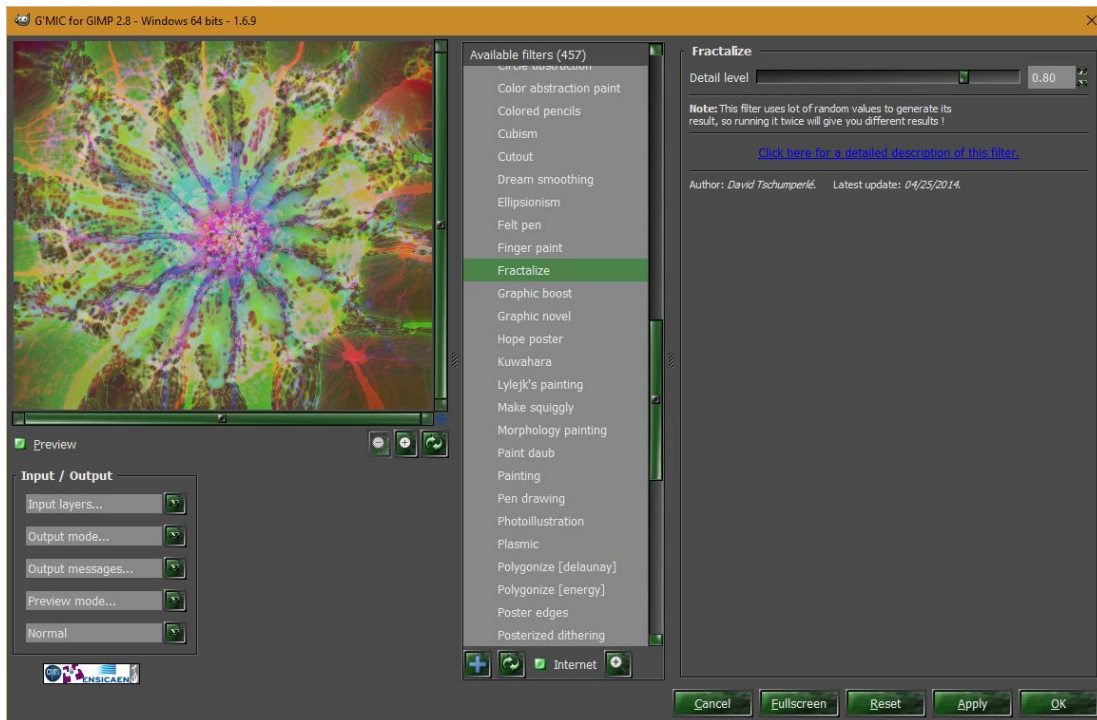 G'MIC for GIMP 2.8 - Windows 64 bits - 1.6.9
Preview
Input / Output
Input layers...
Output mode...
Output messages...
Preview mode...
Normal
ENSICAEN
Available filters (457)
Circle abstraction
Color abstraction paint
Colored pencils
Cubism
Cutout
Dream smoothing
Ellipsionism
Felt pen
Finger paint
Fractalize
Graphic boost
Graphic novel
Hope poster
Kuwahara
Lylejk's painting
Make squiggly
Morphology painting
Paint daub
Painting
Pen drawing
Photoillustration
Plasmic
Polygonize [delaunay]
Polygonize [energy]
Poster edges
Posterized dithering
Internet
Fractalize
Detail level 0.80
Note: This filter uses lot of random values to generate its
result, so running it twice will give you different results !
Click here for a detailed description of this filter.
Author: David Tschumperlé. Latest update: 04/25/2014.
Cancel Fullscreen Reset Apply OK